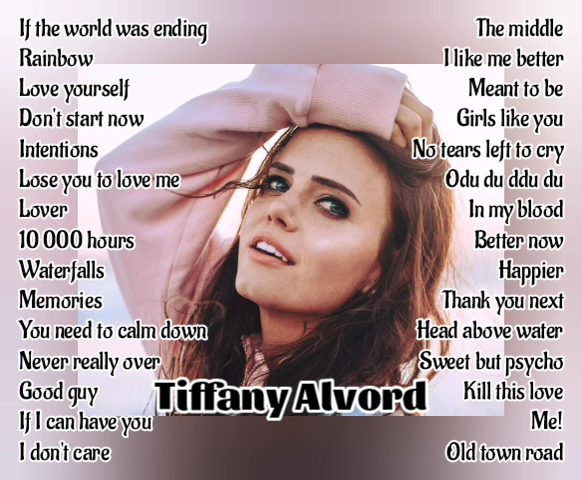 If the world was ending
Rainbow
Love yourself
Don't start now
Intentions
Lose you to love me
Lover
10 000 hours
Waterfalls
Memories
You need to calm down
Never really over
Good guy
If I can have you
I don't care
The middle
I like me better
Meant to be
Girls like you
No tears left to cry
Odu du ddu du
In my blood
Better now
Happier
Thank you next
Head above water
Sweet but psycho
Kill this love
Me!
Old town road
Tiffany Alvord